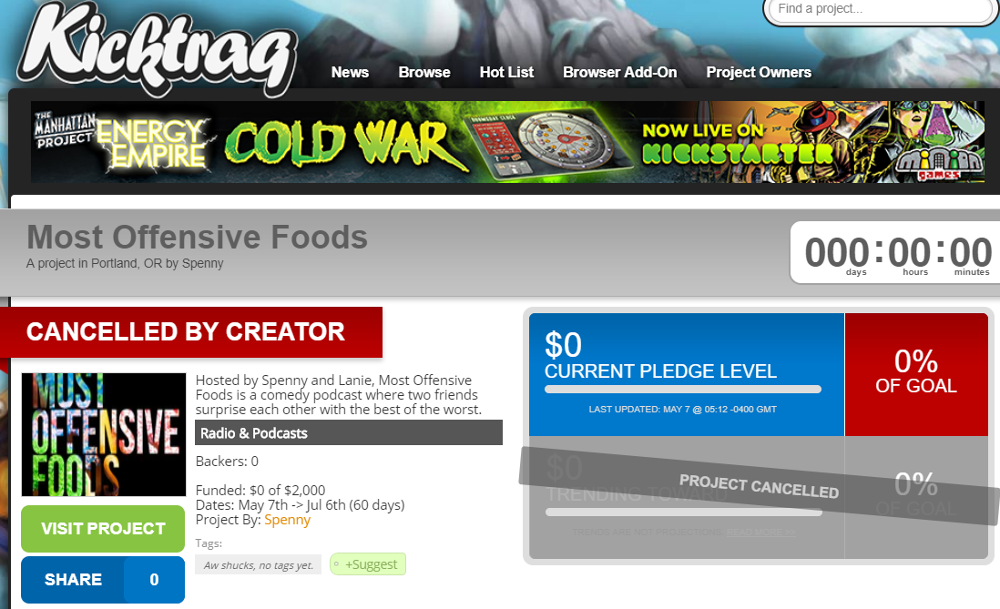 Find a project...
Kicktraq
News Browse Hot List Browser Add-On Project Owners
THE MANHATTAN PROJECT ENERGY EMPIRE COLD WAR
DOOMSDAY CLOCK
NOW LIVE ON
KICKSTARTER
minion games
Most Offensive Foods
A project in Portland, OR by Spenny
000:00:00
days hours minutes
CANCELLED BY CREATOR
MOST
OFFENSIVE
FOODS
Hosted by Spenny and Lanie, Most Offensive
Foods is a comedy podcast where two friends
surprise each other with the best of the worst.
Radio & Podcasts
Backers: 0
Funded: $0 of $2,000
Dates: May 7th -> Jul 6th (60 days)
Project By: Spenny
Tags:
Aw shucks, no tags yet. +Suggest
VISIT PROJECT
SHARE 0
$0
CURRENT PLEDGE LEVEL
LAST UPDATED: MAY 7 @ 05:12 -0400 GMT
0%
OF GOAL
$0
TRENDING TOWARD
PROJECT CANCELLED
0%
OF GOAL
TRENDS ARE NOT PROJECTIONS. READ MORE >>